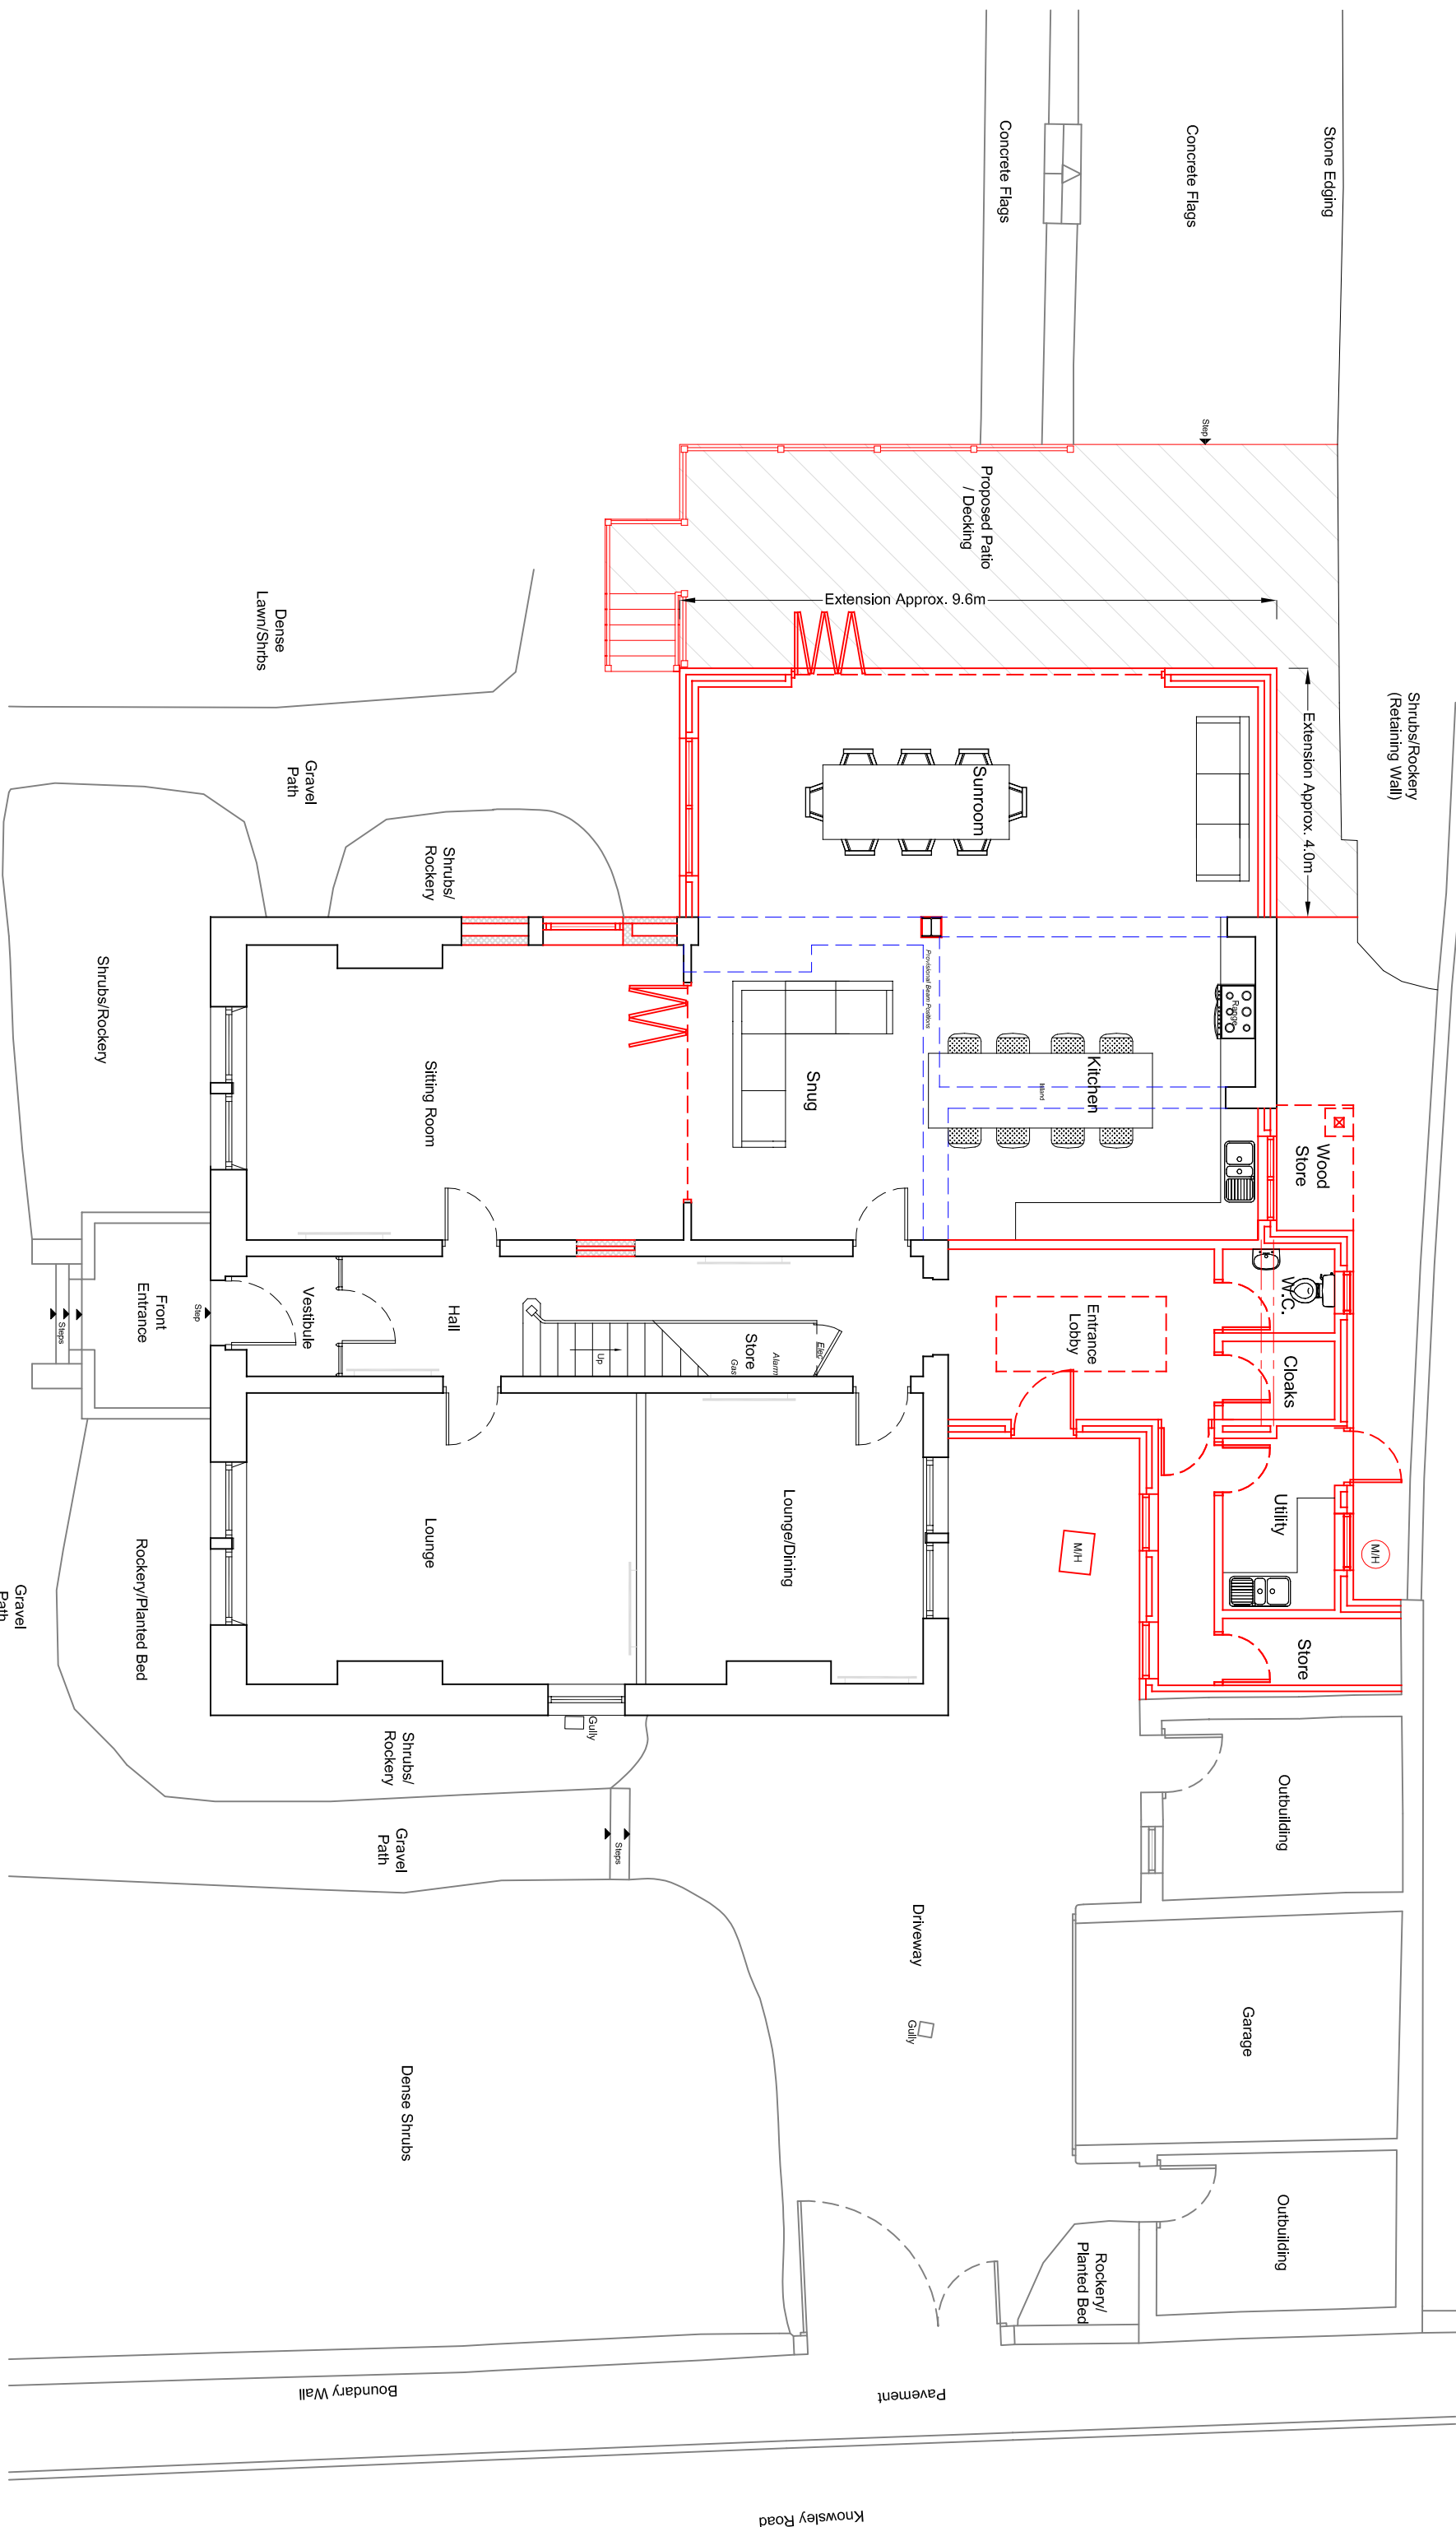 Stone Edging
Concrete Flags
Concrete Flags
Step
Shrubs/Rockery
(Retaining Wall)
Proposed Patio
/ Decking
Extension Approx. 9.6m
Extension Approx. 4.0m
Dense
Lawn/Shrbs
Gravel
Path
Shrubs/
Rockery
Shrubs/Rockery
Sunroom
Provisional Beam Positions
Range
Kitchen
Island
Snug
Sitting Room
Wood
Store
W.C.
Cloaks
Entrance
Lobby
Utility
Store
M/H
M/H
Hall
Vestibule
Up
Store
Gas
Alarm
Elec
Front
Entrance
Step
Steps
Lounge
Lounge/Dining
Rockery/Planted Bed
Gravel
Path
Gully
Shrubs/
Rockery
Gravel
Path
Steps
Driveway
Gully
Outbuilding
Garage
Outbuilding
Rockery/
Planted Bed
Dense Shrubs
Boundary Wall
Pavement
Knowsley Road